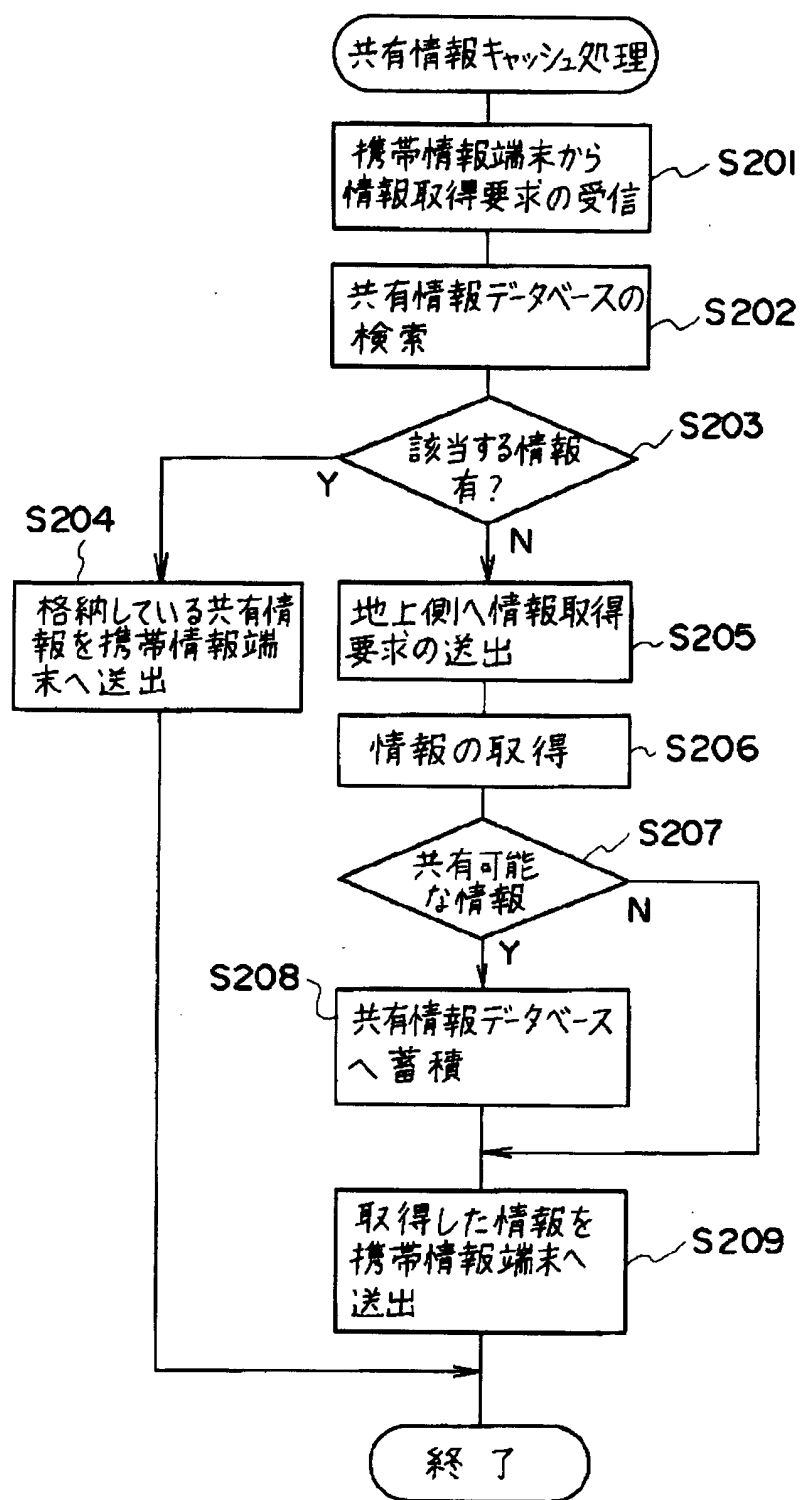 共有情報キャッシュ処理
携帯情報端末から
情報取得要求の受信
S201
共有情報データベースの
検索
S202
該当する情報
有?
S203
Y
N
S204
格納している共有情
報を携帯情報端
末へ送出
地上側へ情報取得
要求の送出
S205
情報の取得
S206
共有可能
な情報
S207
N
Y
S208
共有情報データベース
へ蓄積
取得した情報を
携帯情報端末へ
送出
S209
終了